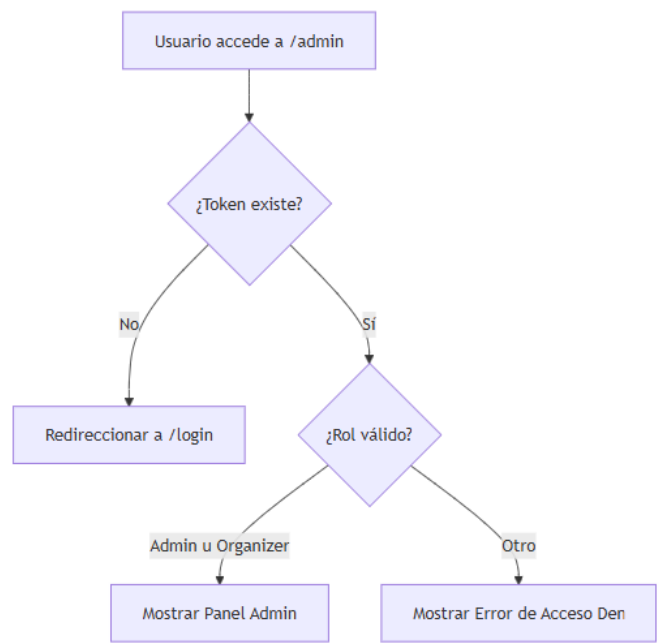 Usuario accede a /admin
¿Token existe?
No
Sí
Redireccionar a /login
¿Rol válido?
Admin u Organizer
Otro
Mostrar Panel Admin
Mostrar Error de Acceso Den